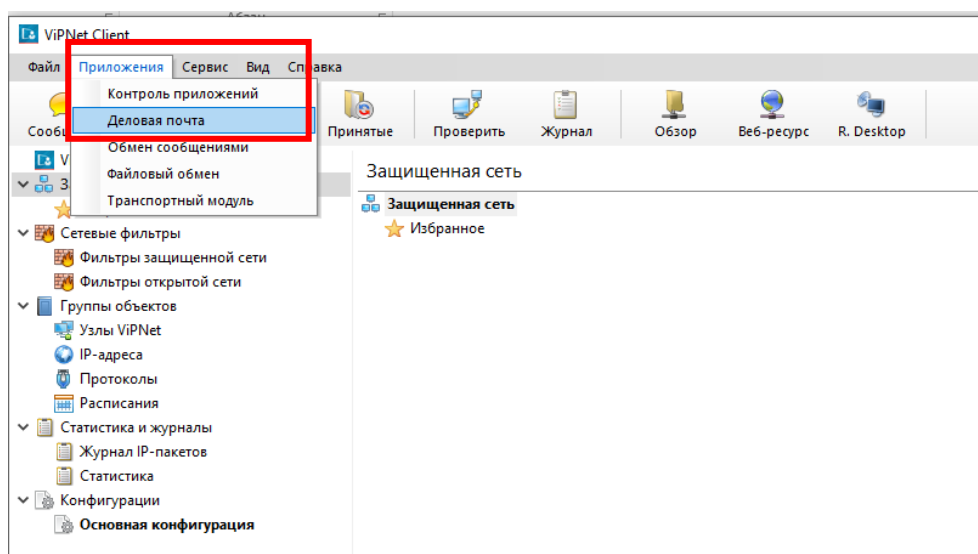 ViPNet Client
Файл Приложения Сервис Вид Справка
Контроль приложений
Деловая почта
Обмен сообщениями
Файловый обмен
Транспортный модуль
Принятые Проверить Журнал Обзор Веб-ресурс R. Desktop
Защищенная сеть
Защищенная сеть
Избранное
Сетевые фильтры
Фильтры защищенной сети
Фильтры открытой сети
Группы объектов
Узлы ViPNet
IP-адреса
Протоколы
Расписания
Статистика и журналы
Журнал IP-пакетов
Статистика
Конфигурации
Основная конфигурация